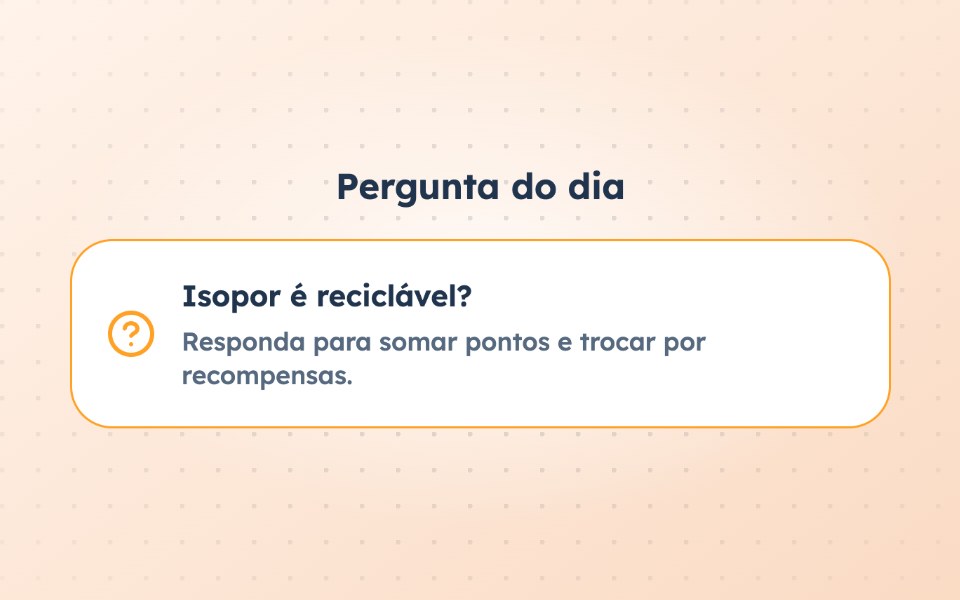 Pergunta do dia
Isopor é reciclável?
Responda para somar pontos e trocar por
recompensas.